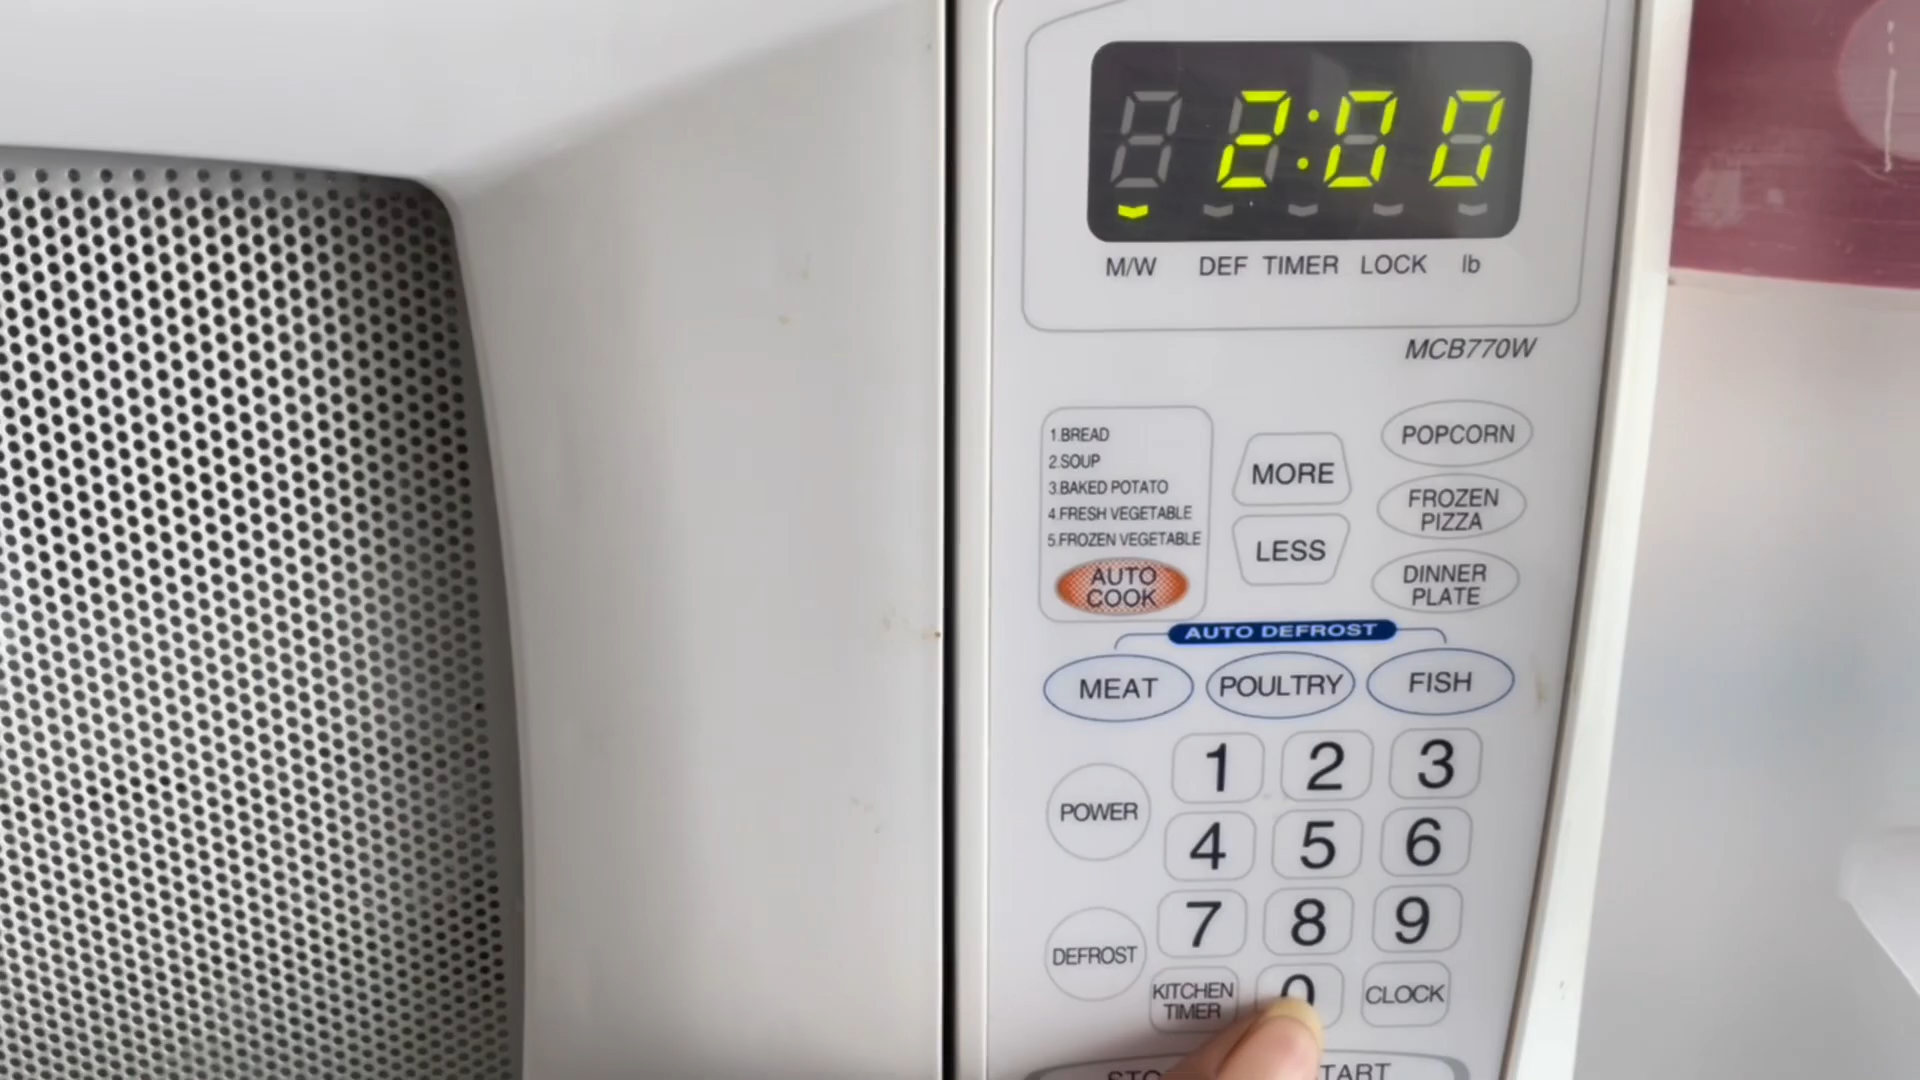 2:00
M/W DEF TIMER LOCK lb
MCB770W
1.BREAD
2.SOUP
3.BAKED POTATO
4.FRESH VEGETABLE
5.FROZEN VEGETABLE
AUTO
COOK
MORE
LESS
POPCORN
FROZEN
PIZZA
DINNER
PLATE
AUTO DEFROST
MEAT POULTRY FISH
POWER
DEFROST
1 2 3
4 5 6
7 8 9
KITCHEN
TIMER
0
CLOCK